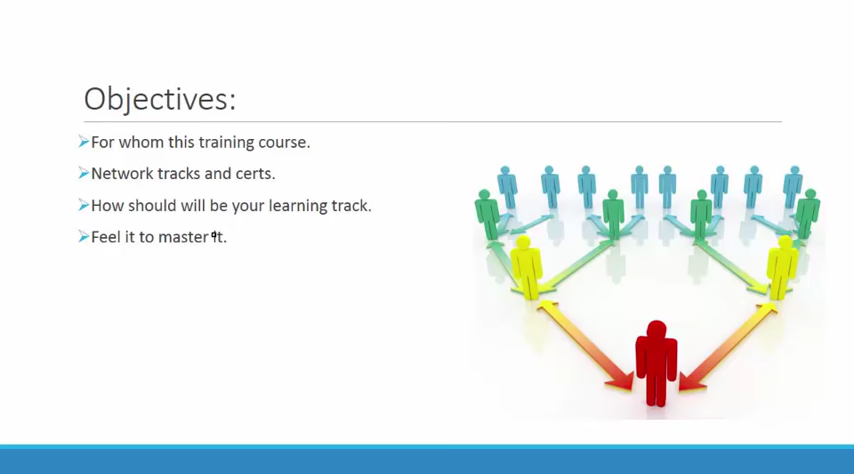 Objectives:
For whom this training course.
Network tracks and certs.
How should will be your learning track.
Feel it to master it.